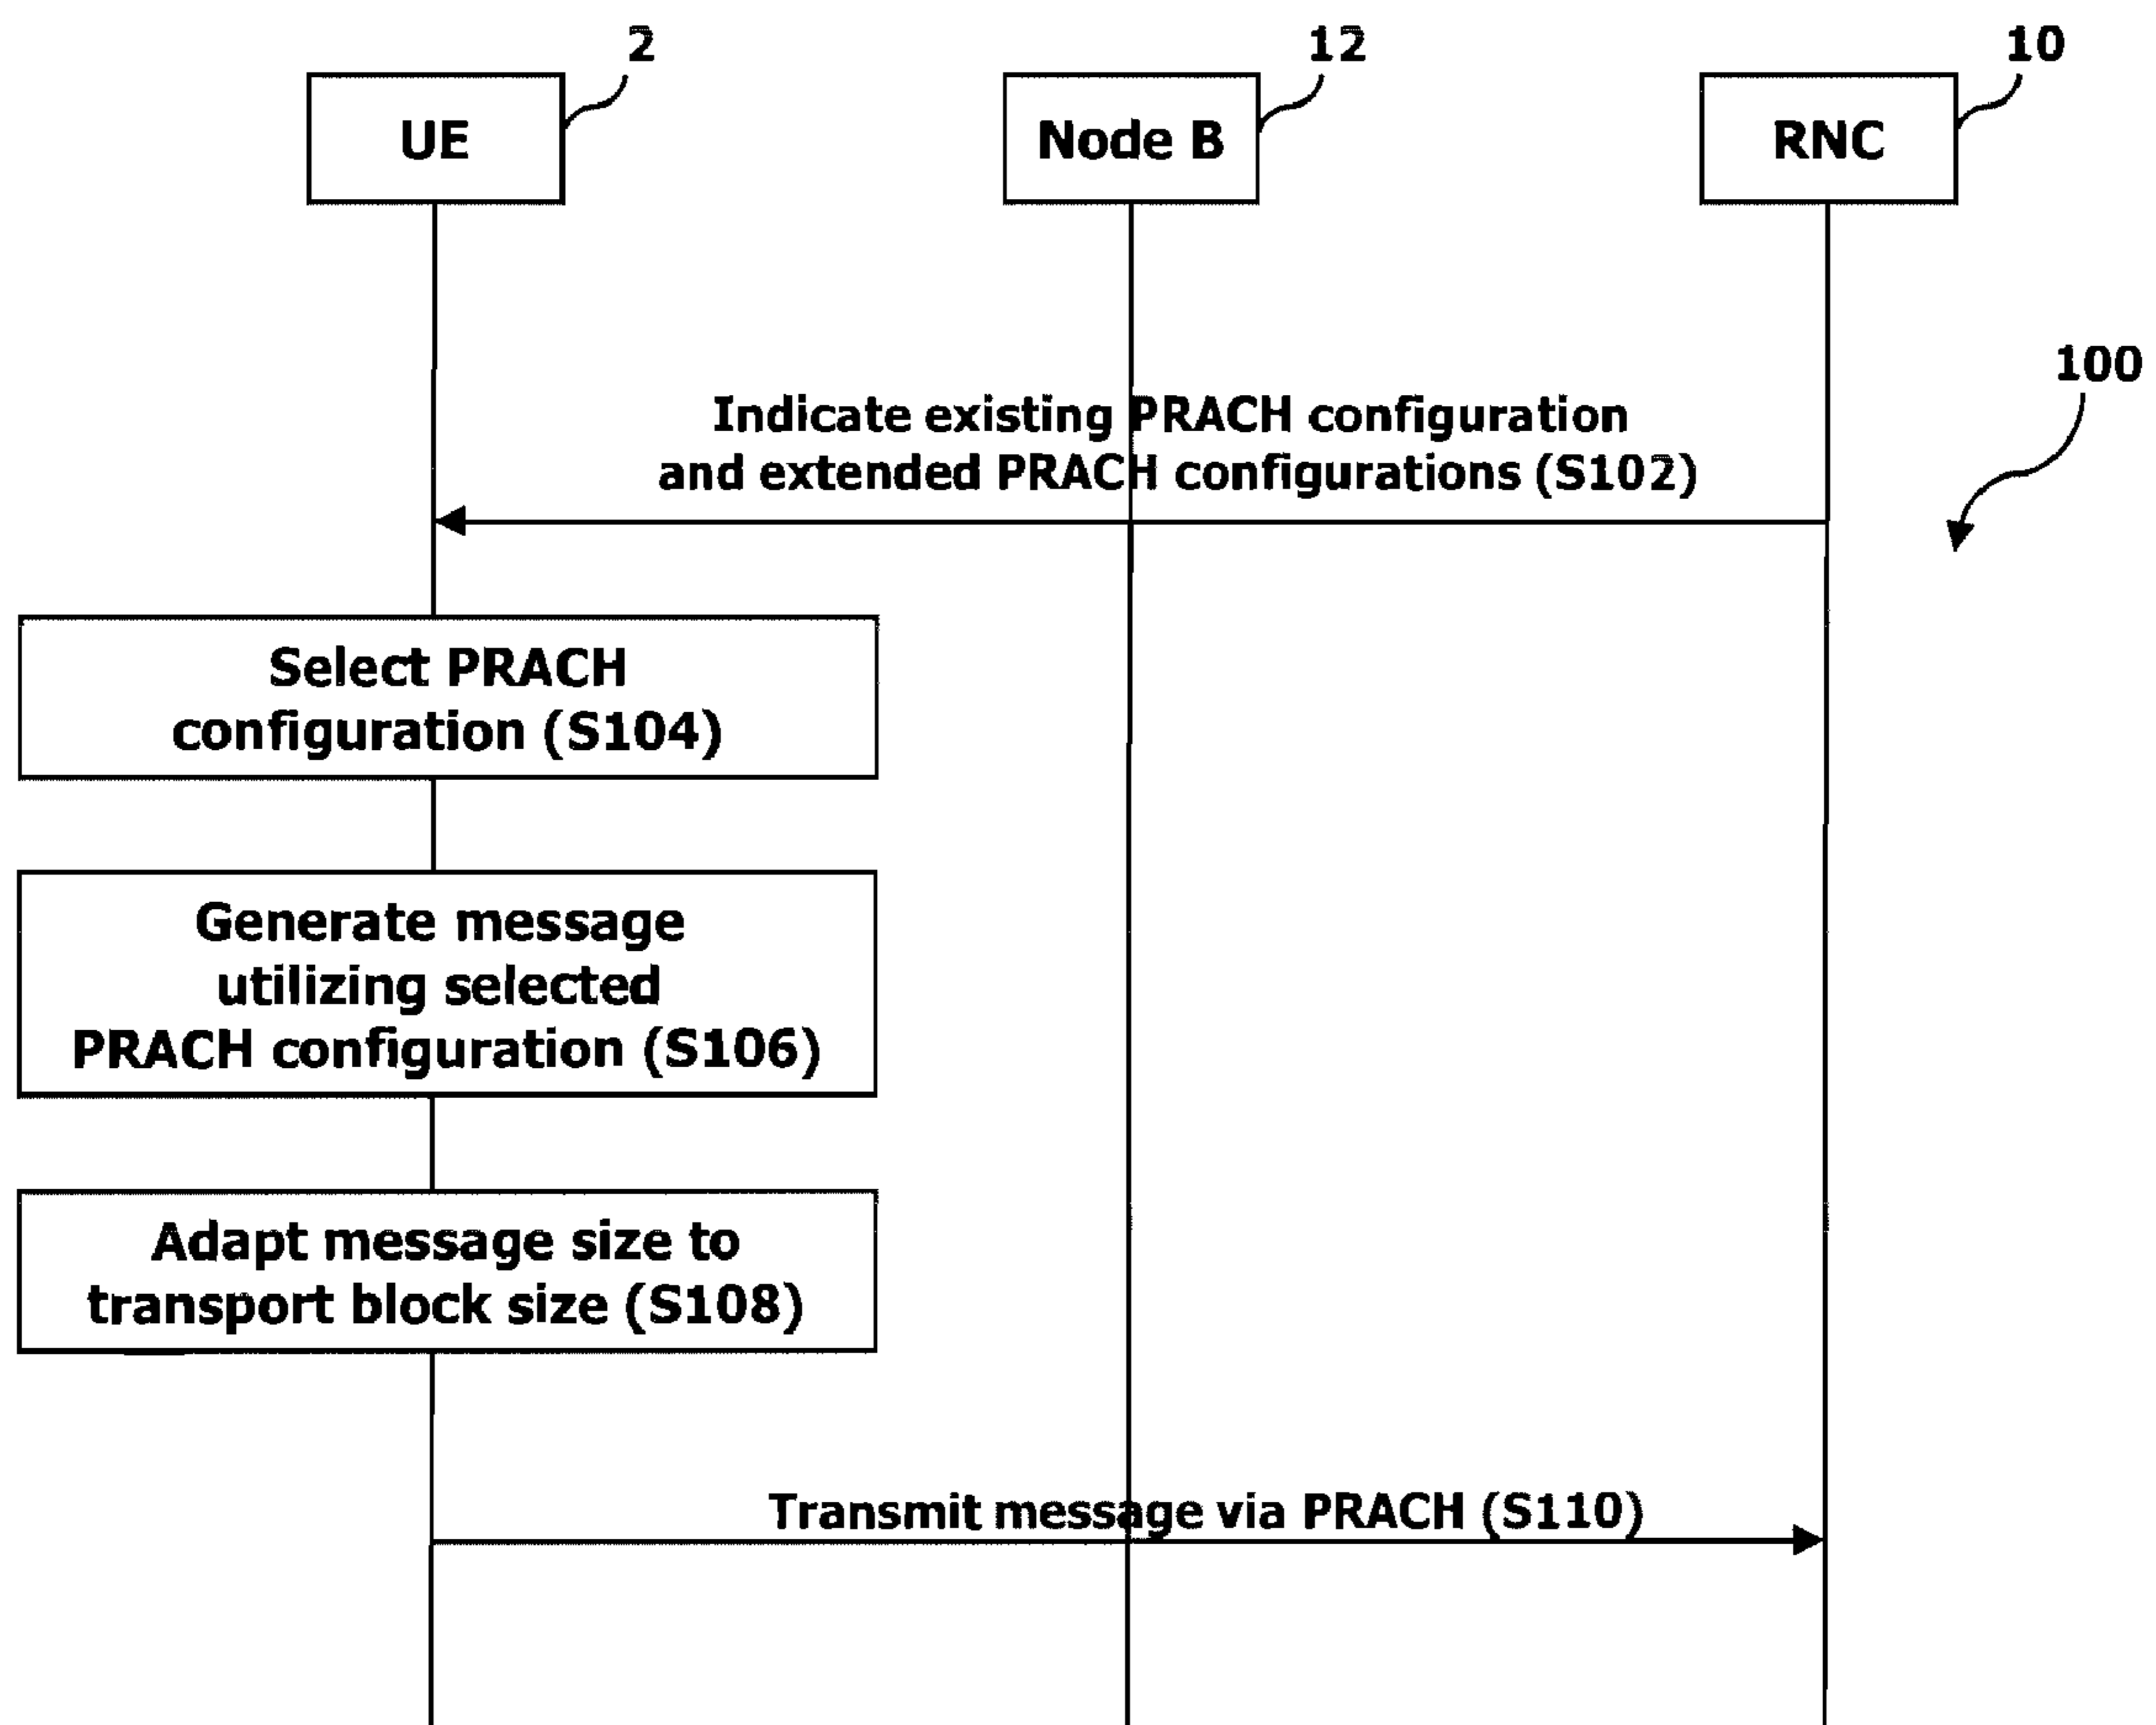 2
12
10
UE
Node B
RNC
100
Indicate existing PRACH configuration
and extended PRACH configurations (S102)
Select PRACH
configuration (S104)
Generate message
utilizing selected
PRACH configuration (S106)
Adapt message size to
transport block size (S108)
Transmit message via PRACH (S110)